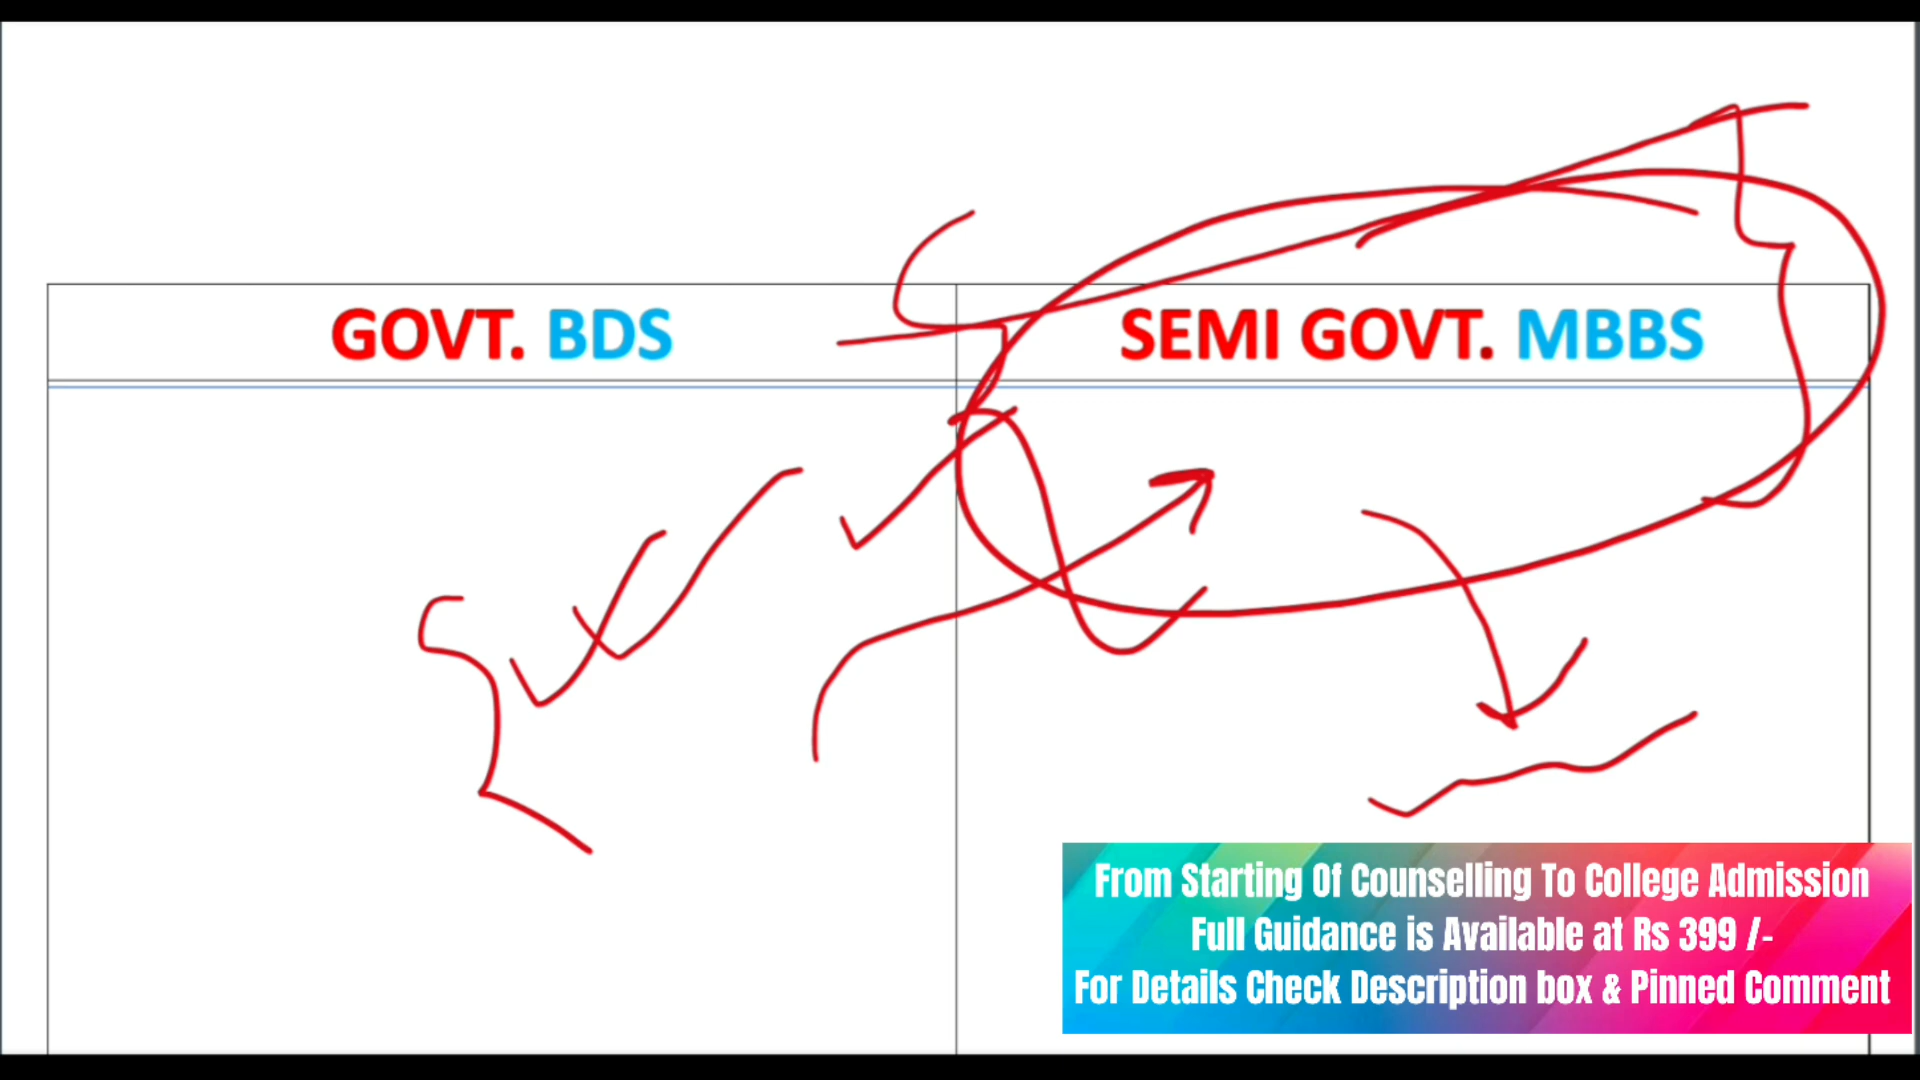 GOVT. BDS
SEMI GOVT. MBBS
From Starting Of Counselling To College Admission
Full Guidance is Available at Rs 399 /-
For Details Check Description box & Pinned Comment